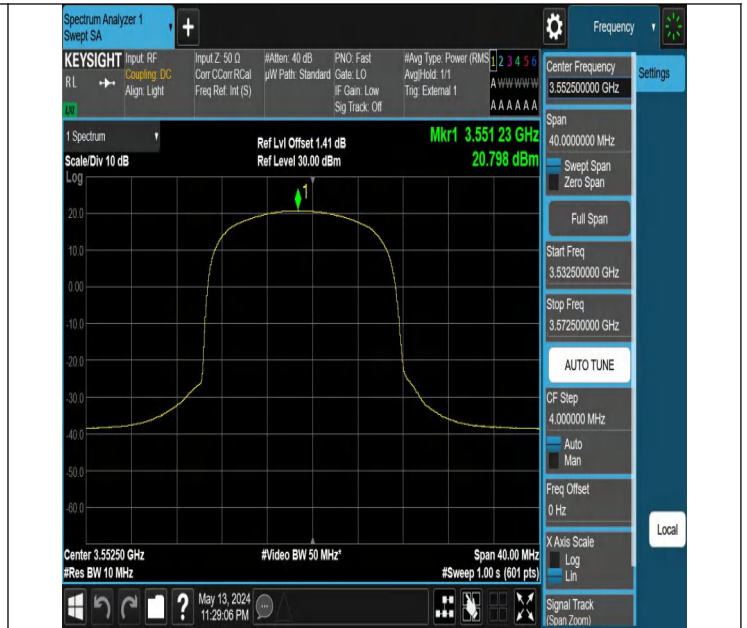 Spectrum Analyzer 1
Swept SA
Frequency
KEYSIGHT
RL
Input: RF
Coupling: DC
Align: Light
Input Z: 50 Ω
Corr CCorr RCal
Freq Ref: Int (S)
#Atten: 40 dB
µW Path: Standard
PNO: Fast
Gate: LO
IF Gain: Low
Sig Track: Off
#Avg Type: Power (RMS
Avg|Hold: 1/1
Trig: External 1
1 2 3 4 5 6
A W W W W W
A A A A A A
1 Spectrum
Scale/Div 10 dB
Log
Ref Lvl Offset 1.41 dB
Ref Level 30.00 dBm
Mkr1 3.551 23 GHz
20.798 dBm
1
20.0
10.0
0.00
-10.0
-20.0
-30.0
-40.0
-50.0
-60.0
Center 3.55250 GHz
#Res BW 10 MHz
#Video BW 50 MHz*
Span 40.00 MHz
#Sweep 1.00 s (601 pts)
May 13, 2024
11:29:06 PM
Center Frequency
3.552500000 GHz
Settings
Span
40.0000000 MHz
Swept Span
Zero Span
Full Span
Start Freq
3.532500000 GHz
Stop Freq
3.572500000 GHz
AUTO TUNE
CF Step
4.000000 MHz
Auto
Man
Freq Offset
0 Hz
X Axis Scale
Log
Lin
Local
Signal Track
(Span Zoom)